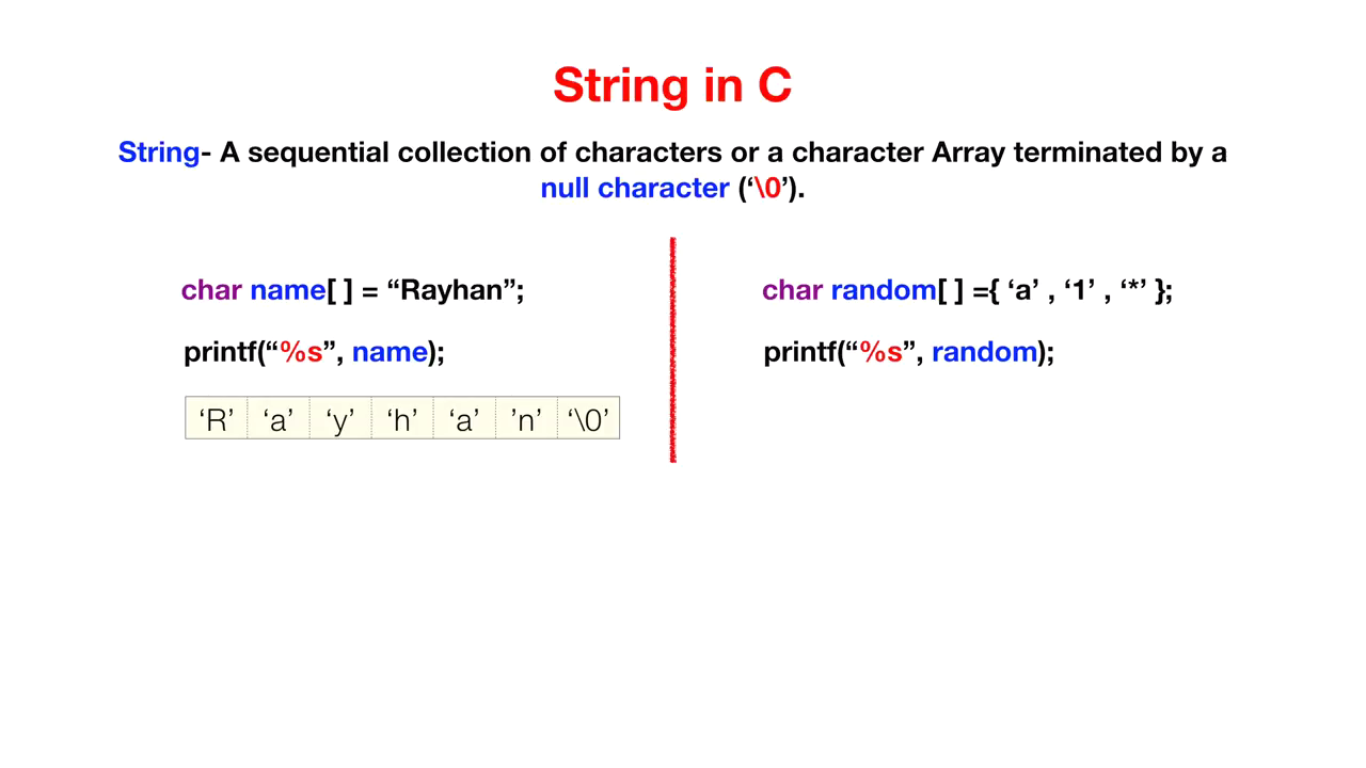 String in C
String- A sequential collection of characters or a character Array terminated by a
null character (‘\0’).
char name[ ] = “Rayhan”;
printf(“%s”, name);
‘R’ ‘a’ ‘y’ ‘h’ ‘a’ ’n’ ‘\0’
char random[ ] ={ ‘a’ , ‘1’ , ‘*’ };
printf(“%s”, random);